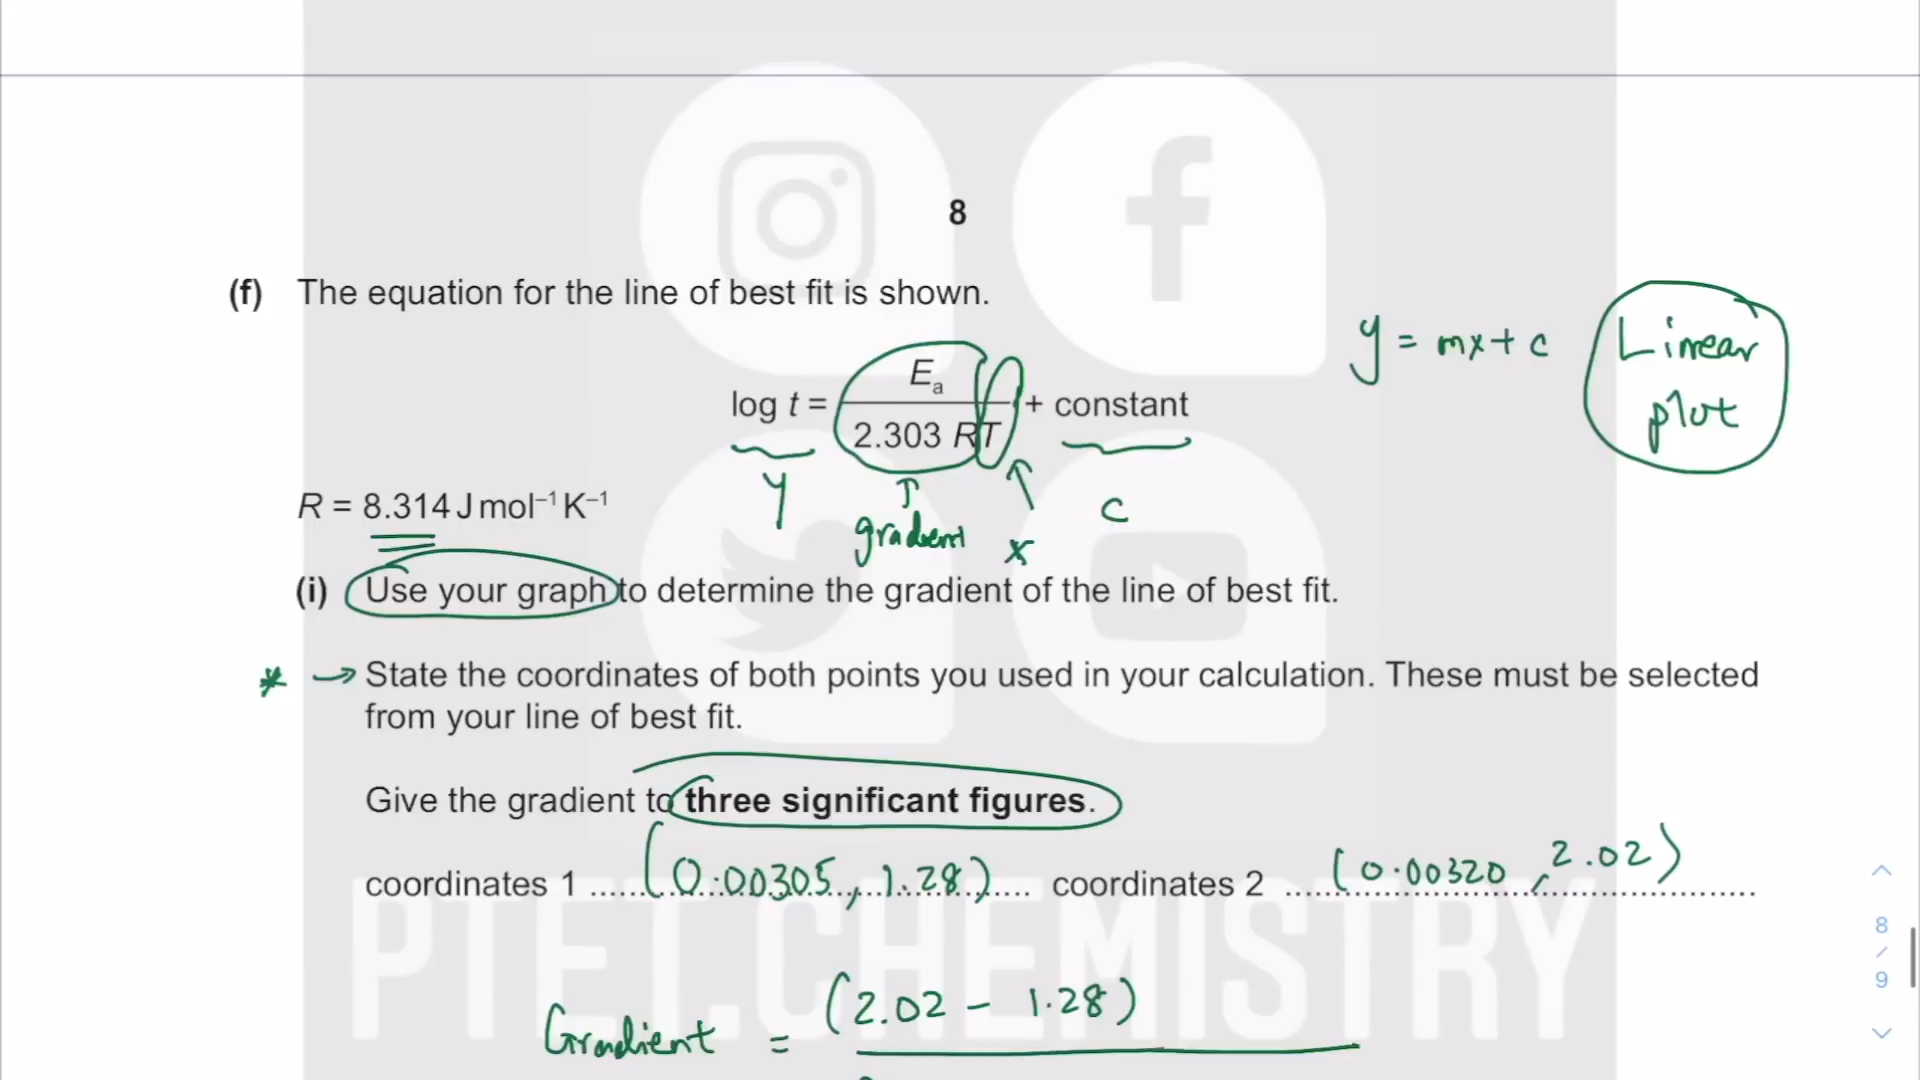 8
(f) The equation for the line of best fit is shown.
y = mx + c
Linear
plot
log t = Ea / 2.303 RT + constant
y
gradient
x
c
R = 8.314 J mol⁻¹ K⁻¹
(i) Use your graph to determine the gradient of the line of best fit.
* → State the coordinates of both points you used in your calculation. These must be selected
from your line of best fit.
Give the gradient to three significant figures.
coordinates 1 ......(0.00305, 1.28)...... coordinates 2 ......(0.00320, 2.02)......
PTET.CHEMISTRY
Gradient = (2.02 - 1.28)
8
/
9